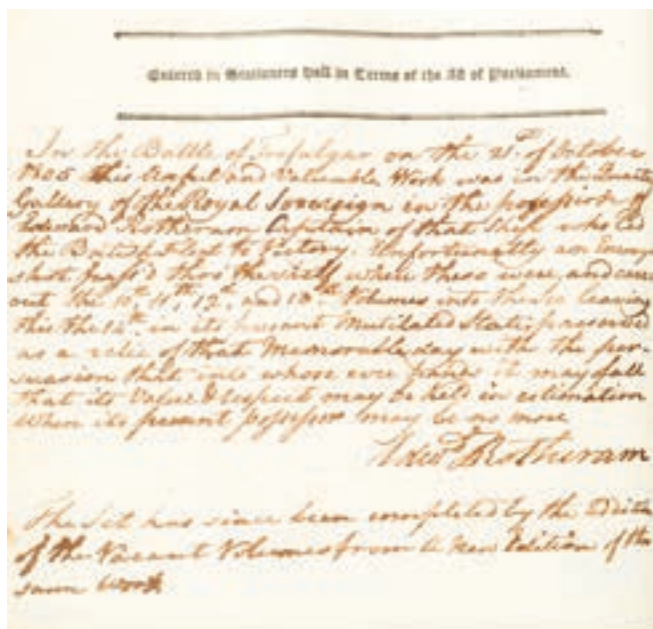 Entered in Stationers Hall in Terms of the Act of Parliament.
In the Battle of Trafalgar on the 21st of October
1805 this Useful and Valuable Work was in the Quarter
Gallery of the Royal Sovereign in the possession of
Edward Rotheram Captain of that Ship who led
the British Fleet to Victory. Unfortunately an Enemy
shot pass'd thro the shelf where these were and carried
out the 10th 11th, 12th, and 13th Volumes into the Sea leaving
this the 14th in its present Mutilated State, preserved
as a relic of that Memorable day with the per-
suasion that into whose ever hands it may fall
that its Value & respect may be held in estimation
when its present possessor may be no more
Edwd. Rotheram
The Set has since been completed by the addition
of the Vacant Volumes from a New Edition of the
same Work